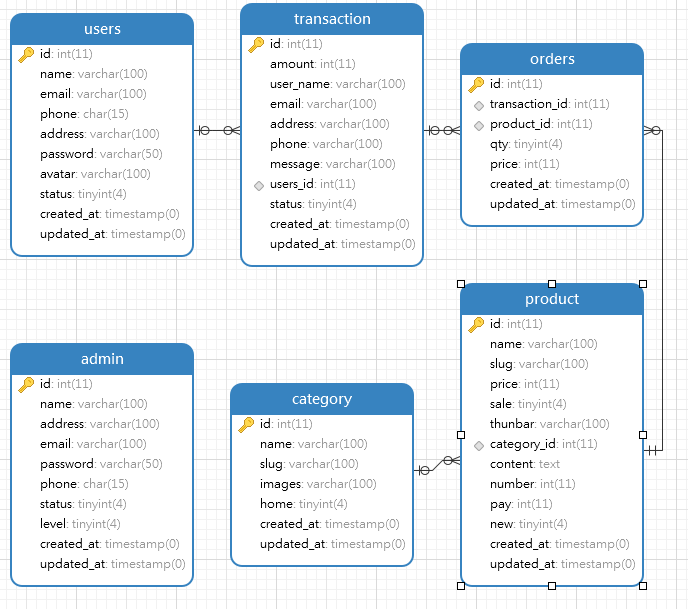 users
id: int(11)
name: varchar(100)
email: varchar(100)
phone: char(15)
address: varchar(100)
password: varchar(50)
avatar: varchar(100)
status: tinyint(4)
created_at: timestamp(0)
updated_at: timestamp(0)
transaction
id: int(11)
amount: int(11)
user_name: varchar(100)
email: varchar(100)
address: varchar(100)
phone: varchar(100)
message: varchar(100)
users_id: int(11)
status: tinyint(4)
created_at: timestamp(0)
updated_at: timestamp(0)
orders
id: int(11)
transaction_id: int(11)
product_id: int(11)
qty: tinyint(4)
price: int(11)
created_at: timestamp(0)
updated_at: timestamp(0)
admin
id: int(11)
name: varchar(100)
address: varchar(100)
email: varchar(100)
password: varchar(50)
phone: char(15)
status: tinyint(4)
level: tinyint(4)
created_at: timestamp(0)
updated_at: timestamp(0)
category
id: int(11)
name: varchar(100)
slug: varchar(100)
images: varchar(100)
home: tinyint(4)
created_at: timestamp(0)
updated_at: timestamp(0)
product
id: int(11)
name: varchar(100)
slug: varchar(100)
price: int(11)
sale: tinyint(4)
thunbar: varchar(100)
category_id: int(11)
content: text
number: int(11)
pay: int(11)
new: tinyint(4)
created_at: timestamp(0)
updated_at: timestamp(0)